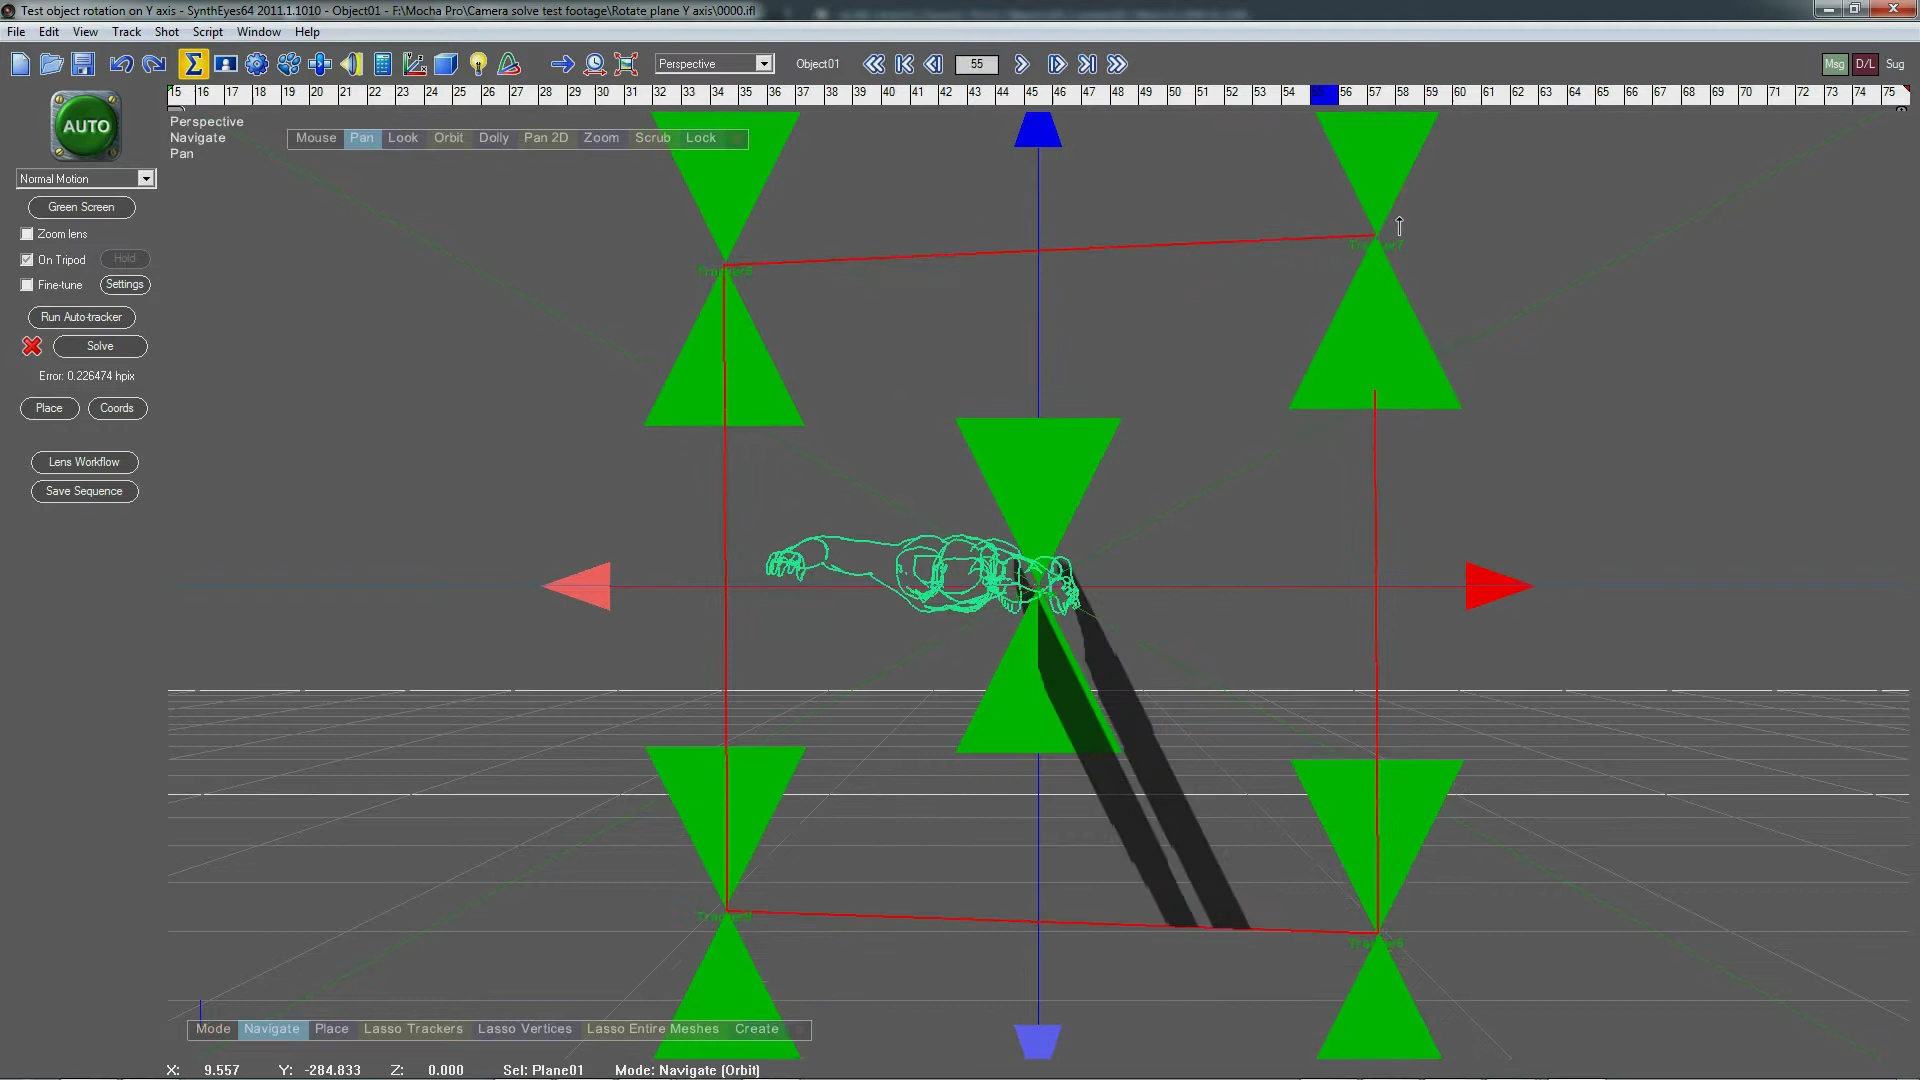 Test object rotation on Y axis - SynthEyes64 2011.1.1010 - Object01 - F:\Mocha Pro\Camera solve test footage\Rotate plane Y axis\0000.ifl
File Edit View Track Shot Script Window Help
Perspective Object01 55 Msg D/L Sug
15 16 17 18 19 20 21 22 23 24 25 26 27 28 29 30 31 32 33 34 35 36 37 38 39 40 41 42 43 44 45 46 47 48 49 50 51 52 53 54 55 56 57 58 59 60 61 62 63 64 65 66 67 68 69 70 71 72 73 74 75
AUTO
Perspective
Navigate
Pan
Mouse Pan Look Orbit Dolly Pan 2D Zoom Scrub Lock
Normal Motion
Green Screen
Zoom lens
On Tripod Hold
Fine-tune Settings
Run Auto-tracker
Solve
Error: 0.226474 hpix
Place Coords
Lens Workflow
Save Sequence
Tracker7
Mode Navigate Place Lasso Trackers Lasso Vertices Lasso Entire Meshes Create
X: 9.557 Y: -284.833 Z: 0.000 Sel: Plane01 Mode: Navigate (Orbit)